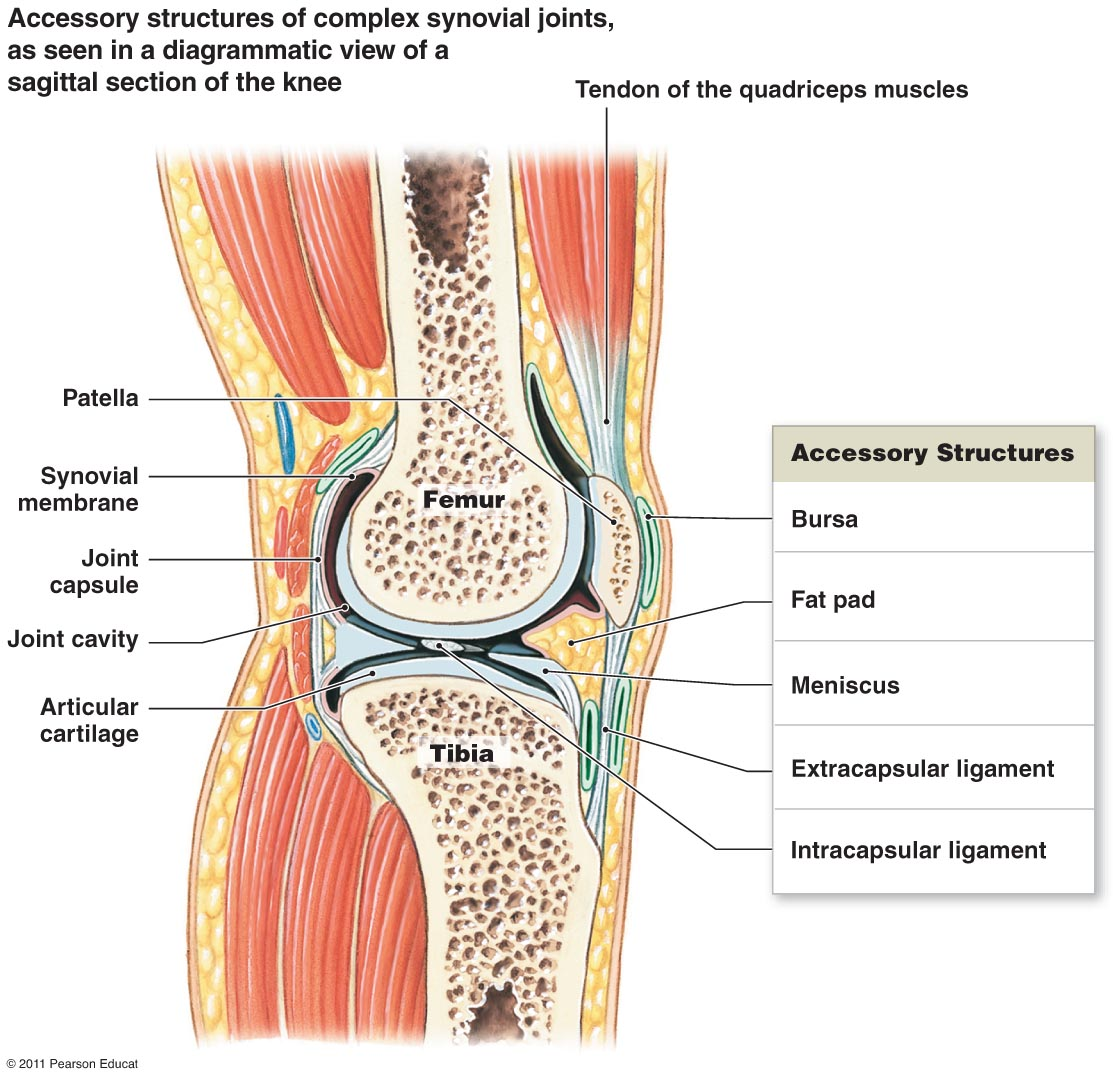 Accessory structures of complex synovial joints,
as seen in a diagrammatic view of a
sagittal section of the knee
Tendon of the quadriceps muscles
Patella
Synovial
membrane
Joint
capsule
Joint cavity
Articular
cartilage
Femur
Tibia
Accessory Structures
Bursa
Fat pad
Meniscus
Extracapsular ligament
Intracapsular ligament
© 2011 Pearson Educat